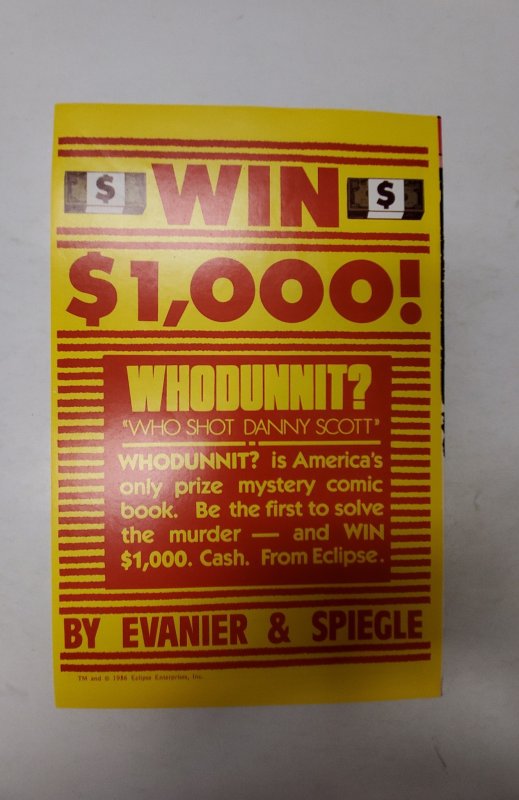 $ WIN $
$1,000!
WHODUNNIT?
"WHO SHOT DANNY SCOTT"
WHODUNNIT? is America's
only prize mystery comic
book. Be the first to solve
the murder — and WIN
$1,000. Cash. From Eclipse.
BY EVANIER & SPIEGLE
TM and © 1986 Eclipse Enterprises, Inc.